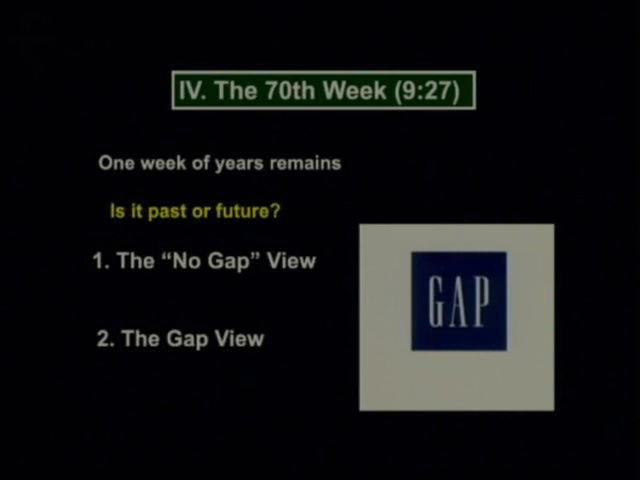 IV. The 70th Week (9:27)
One week of years remains
Is it past or future?
1. The “No Gap” View
GAP
2. The Gap View